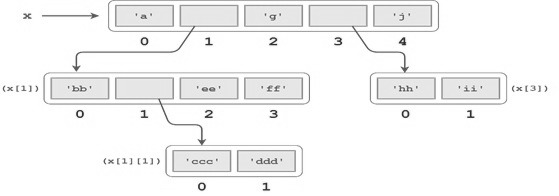 x 'a' 'g' 'j'
0 1 2 3 4
(x[1]) 'bb' 'ee' 'ff' 'hh' 'ii' (x[3])
0 1 2 3 0 1
(x[1][1]) 'ccc' 'ddd'
0 1